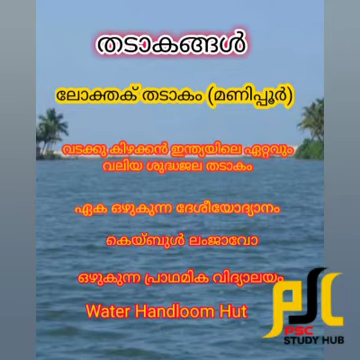 തടാകങ്ങൾ
ലോക്തക് തടാകം (മണിപ്പൂർ)
വടക്കു കിഴക്കൻ ഇന്ത്യയിലെ ഏറ്റവും
വലിയ ശുദ്ധജല തടാകം
ഏക ഒഴുകുന്ന ദേശീയോദ്യാനം
കെയ്ബുൾ ലംജാവോ
ഒഴുകുന്ന പ്രാഥമിക വിദ്യാലയം
Water Handloom Hut
PSC
PSC
STUDY HUB